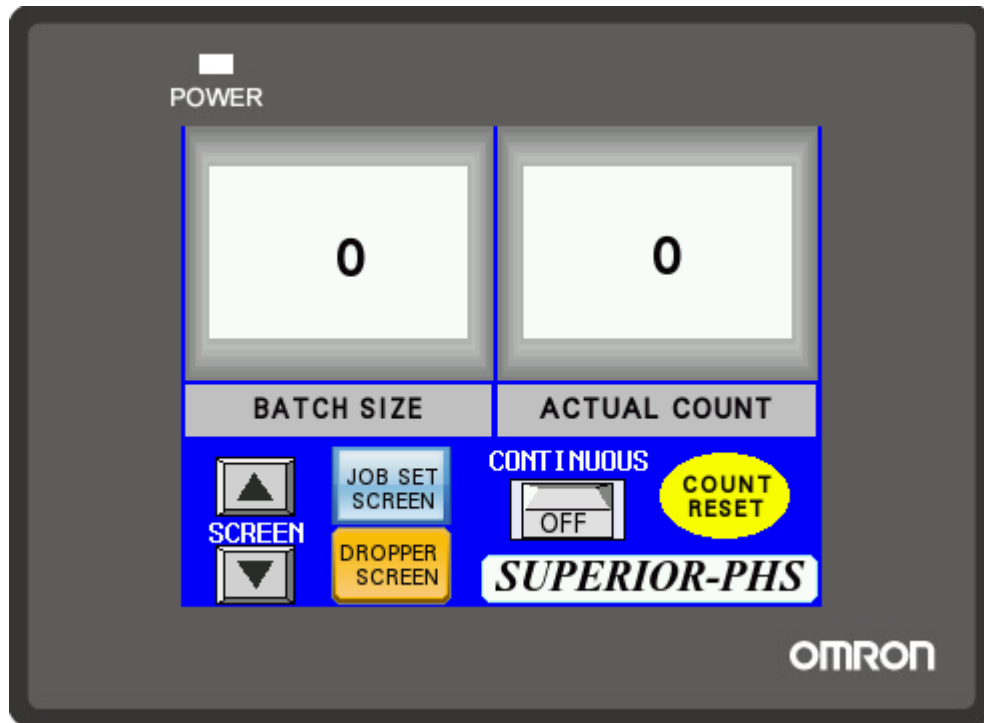 POWER
0
0
BATCH SIZE
ACTUAL COUNT
SCREEN
JOB SET
SCREEN
DROPPER
SCREEN
CONTINUOUS
OFF
COUNT
RESET
SUPERIOR-PHS
OMRON